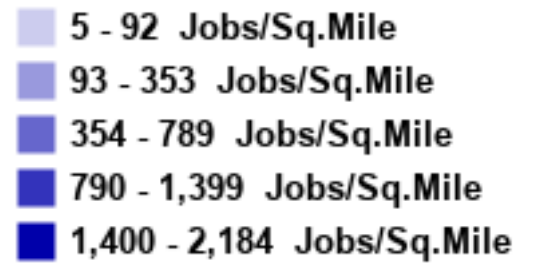 5 - 92 Jobs/Sq.Mile
93 - 353 Jobs/Sq.Mile
354 - 789 Jobs/Sq.Mile
790 - 1,399 Jobs/Sq.Mile
1,400 - 2,184 Jobs/Sq.Mile